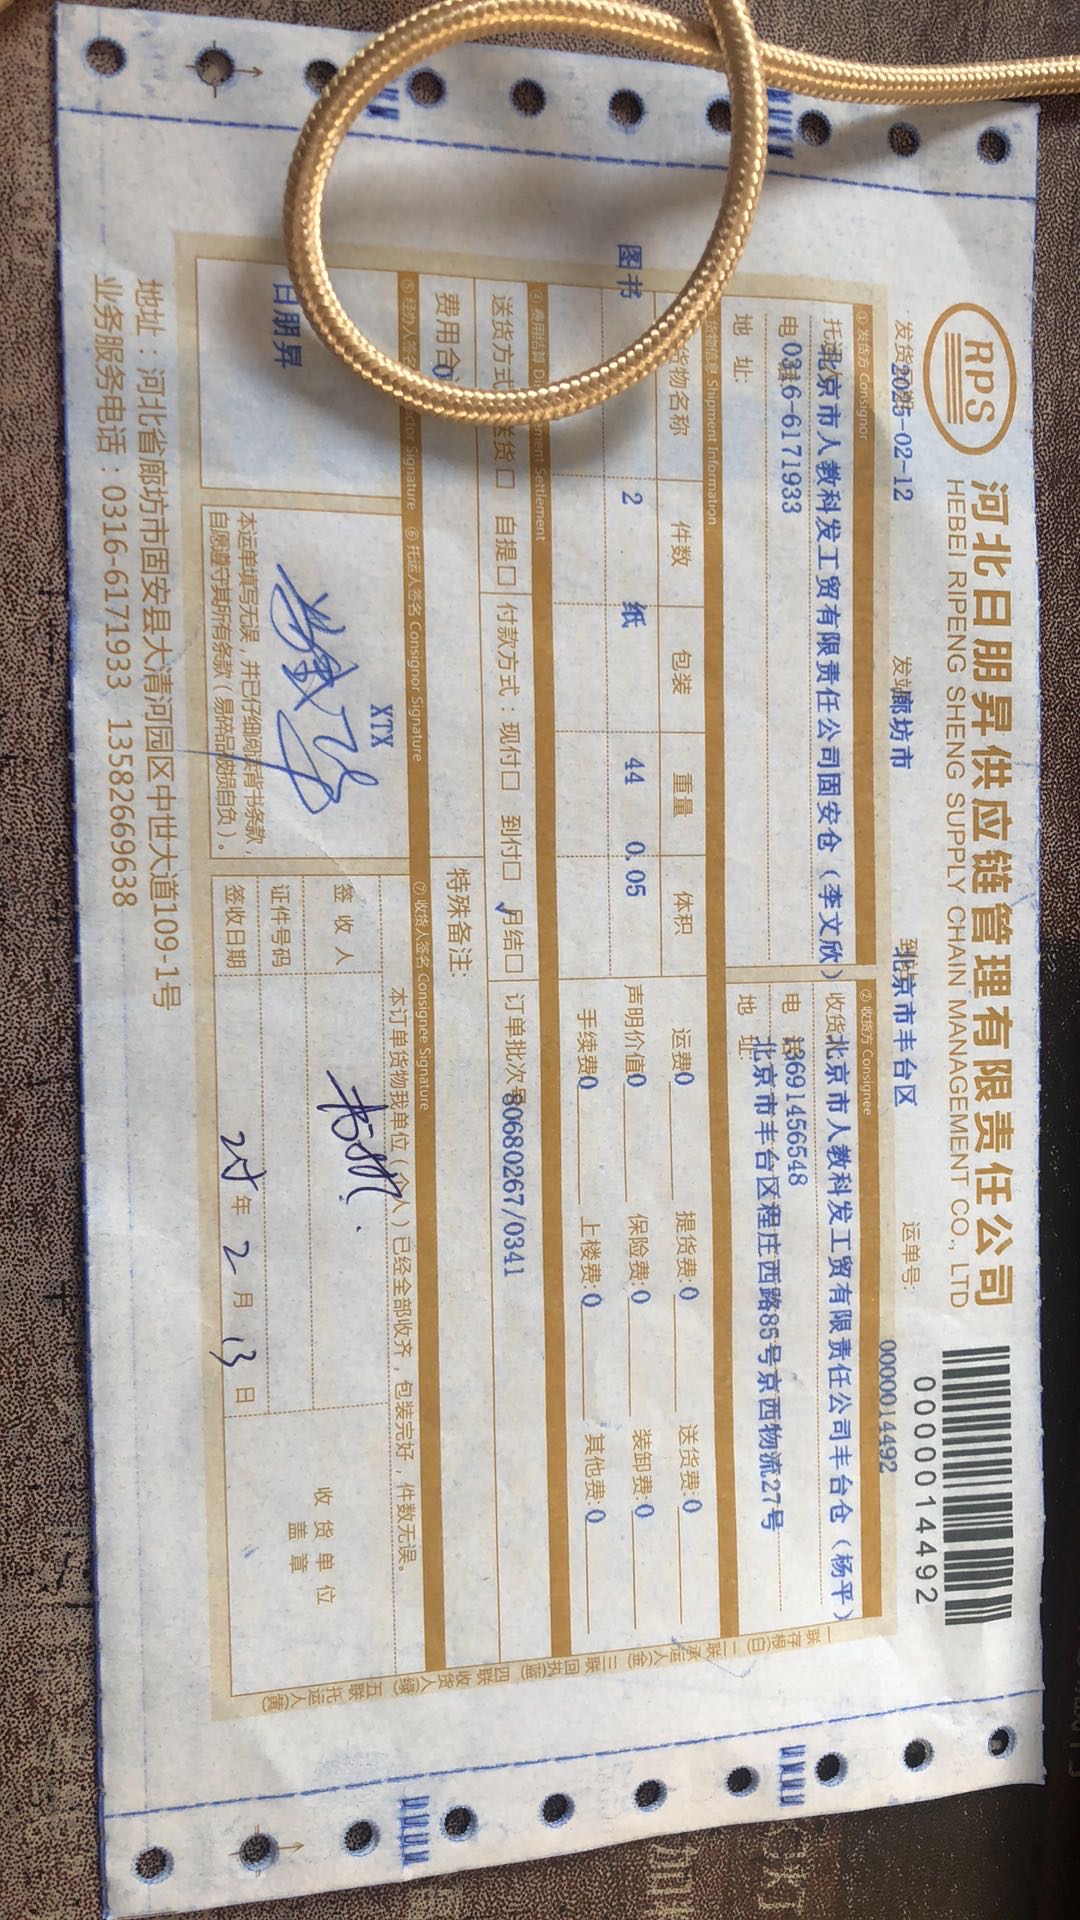 RPS
河北日朋昇供应链管理有限责任公司
HEBEI RIPENG SHENG SUPPLY CHAIN MANAGEMENT CO., LTD
0000014492
发货 2025-02-12 发站 廊坊市 到 北京市丰台区 运单号: 0000014492
① 发货方 Consignor
北京市人教科发工贸有限责任公司固安仓(李文欣)
电 0316-6171933
地 址:
② 收货方 Consignee
收货 北京市人教科发工贸有限责任公司丰台仓(杨平)
电 话 13691456548
地 址: 北京市丰台区程庄西路85号京西物流27号
货物信息 Shipment Information
货物名称 件数 包装 重量 体积
图书 2 纸 44 0.05
运费 0 提货费: 0 送货费: 0
声明价值 0 保险费: 0 装卸费: 0
手续费 0 上楼费: 0 其他费: 0
④ 费用结算 Settlement
送货方式 送货□ 自提□ 付款方式:现付□ 到付□ 月结□ 订单批次号 80680267/0341
费用合 0
特殊备注:
⑤ 经办人签名 Signature ⑥ 托运人签名 Consignor Signature ⑦ 收货人签名 Consignee Signature
日朋昇
XTX
本运单填写无误,并已仔细阅读背书条款,
自愿遵守其所有条款(易碎品破损自负)。
本订单货物我单位(个人)已经全部收齐,包装完好,件数无误。
签 收 人
证件号码
签收日期 25 年 2 月 13 日
收 货 单 位
盖 章
一联存根(白) 二联承运人(金) 三联回执(蓝) 四联收货人(绿) 五联托运人(黄)
地址:河北省廊坊市固安县大清河园区中世大道109-1号
业务服务电话:0316-6171933 13582669638